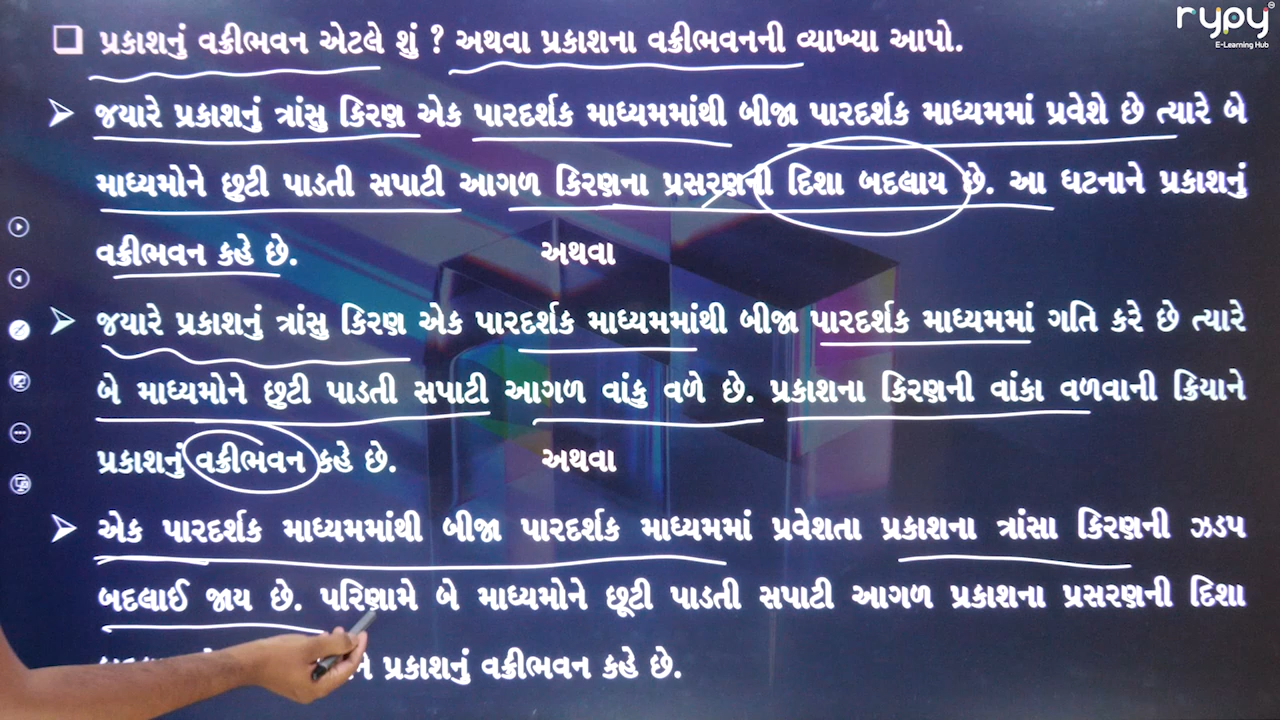 rypy
E-Learning Hub
❑ પ્રકાશનું વક્રીભવન એટલે શું ? અથવા પ્રકાશના વક્રીભવનની વ્યાખ્યા આપો.
➢ જયારે પ્રકાશનું ત્રાંસુ કિરણ એક પારદર્શક માધ્યમમાંથી બીજા પારદર્શક માધ્યમમાં પ્રવેશે છે ત્યારે બે
માધ્યમોને છુટી પાડતી સપાટી આગળ કિરણના પ્રસરણની દિશા બદલાય છે. આ ઘટનાને પ્રકાશનું
વક્રીભવન કહે છે. અથવા
➢ જયારે પ્રકાશનું ત્રાંસુ કિરણ એક પારદર્શક માધ્યમમાંથી બીજા પારદર્શક માધ્યમમાં ગતિ કરે છે ત્યારે
બે માધ્યમોને છુટી પાડતી સપાટી આગળ વાંકુ વળે છે. પ્રકાશના કિરણની વાંકા વળવાની ક્રિયાને
પ્રકાશનું વક્રીભવન કહે છે. અથવા
➢ એક પારદર્શક માધ્યમમાંથી બીજા પારદર્શક માધ્યમમાં પ્રવેશતા પ્રકાશના ત્રાંસા કિરણની ઝડપ
બદલાઈ જાય છે. પરિણામે બે માધ્યમોને છૂટી પાડતી સપાટી આગળ પ્રકાશના પ્રસરણની દિશા
પ્રકાશનું વક્રીભવન કહે છે.